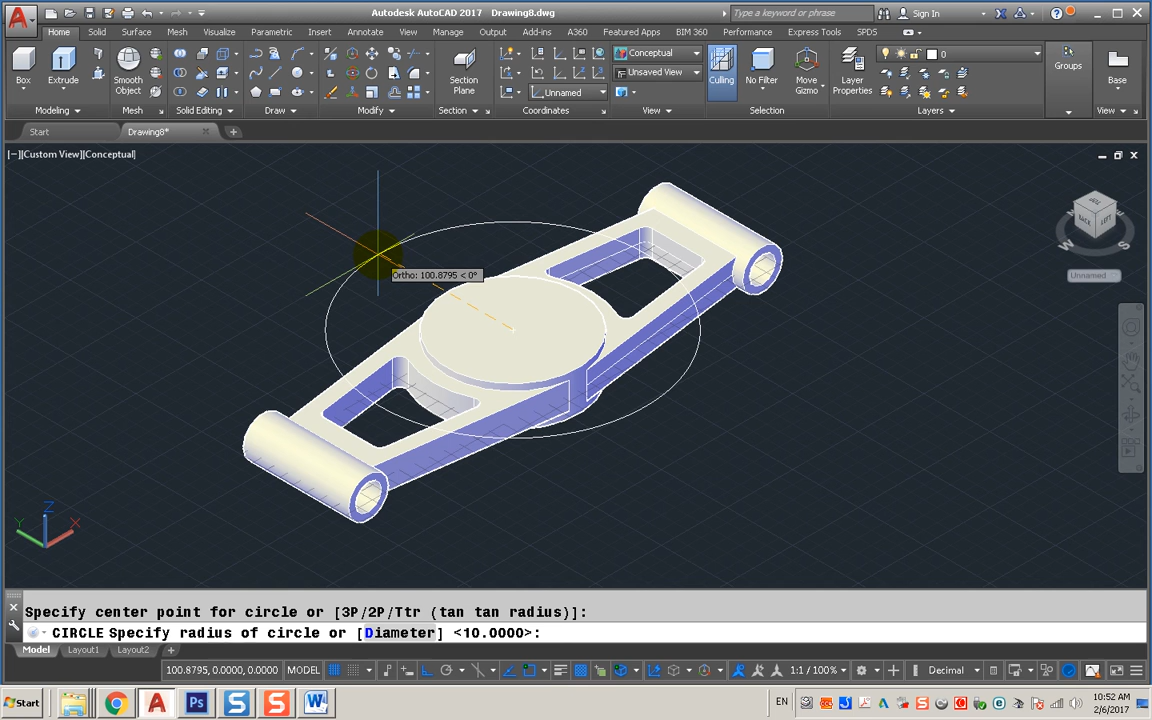 Autodesk AutoCAD 2017 Drawing8.dwg
Type a keyword or phrase
Sign In
Home Solid Surface Mesh Visualize Parametric Insert Annotate View Manage Output Add-ins A360 Featured Apps BIM 360 Performance Express Tools SPDS
Box
Extrude
Smooth
Object
Section
Plane
Conceptual
Unsaved View
Unnamed
Culling
No Filter
Move
Gizmo
Layer
Properties
0
Groups
Base
Modeling
Mesh
Solid Editing
Draw
Modify
Section
Coordinates
View
Selection
Layers
View
Start
Drawing8*
[−][Custom View][Conceptual]
TOP
BACK
LEFT
W
S
Unnamed
Ortho: 100.8795 < 0°
Z
Y
X
Specify center point for circle or [3P/2P/Ttr (tan tan radius)]:
CIRCLE Specify radius of circle or [Diameter] <10.0000>:
Model
Layout1
Layout2
100.8795, 0.0000, 0.0000
MODEL
1:1 / 100%
Decimal
Start
EN
10:52 AM
2/6/2017